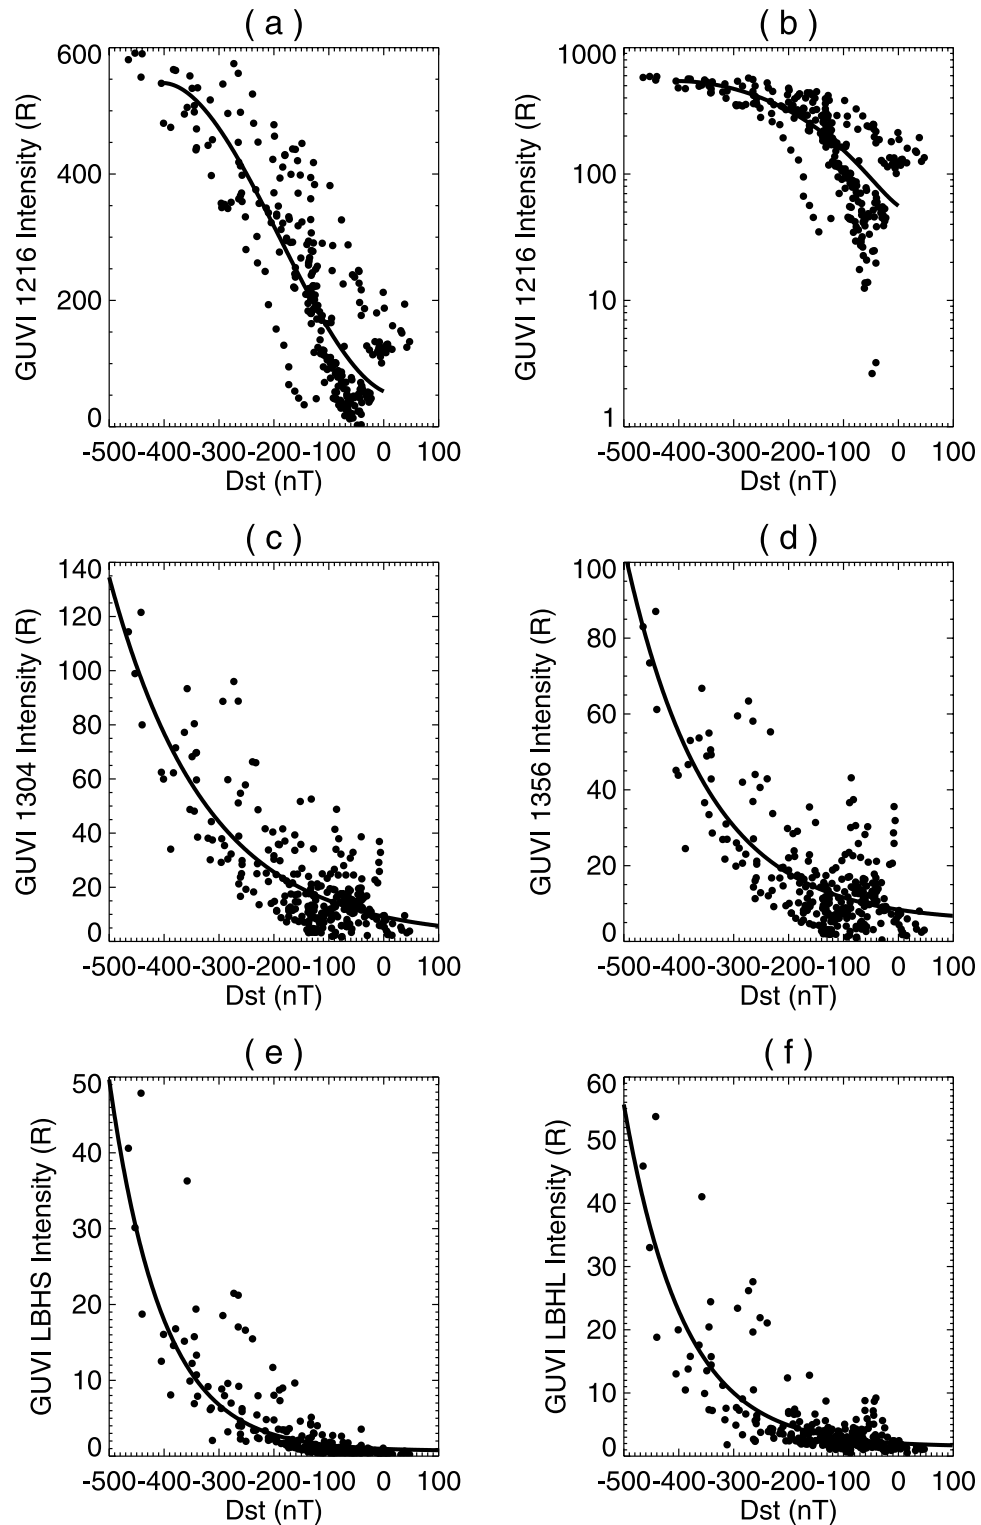 ( a )
600
400
200
0
GUVI 1216 Intensity (R)
-500-400-300-200-100 0 100
Dst (nT)
( b )
1000
100
10
1
GUVI 1216 Intensity (R)
-500-400-300-200-100 0 100
Dst (nT)
( c )
140
120
100
80
60
40
20
0
GUVI 1304 Intensity (R)
-500-400-300-200-100 0 100
Dst (nT)
( d )
100
80
60
40
20
0
GUVI 1356 Intensity (R)
-500-400-300-200-100 0 100
Dst (nT)
( e )
50
40
30
20
10
0
GUVI LBHS Intensity (R)
-500-400-300-200-100 0 100
Dst (nT)
( f )
60
50
40
30
20
10
0
GUVI LBHL Intensity (R)
-500-400-300-200-100 0 100
Dst (nT)